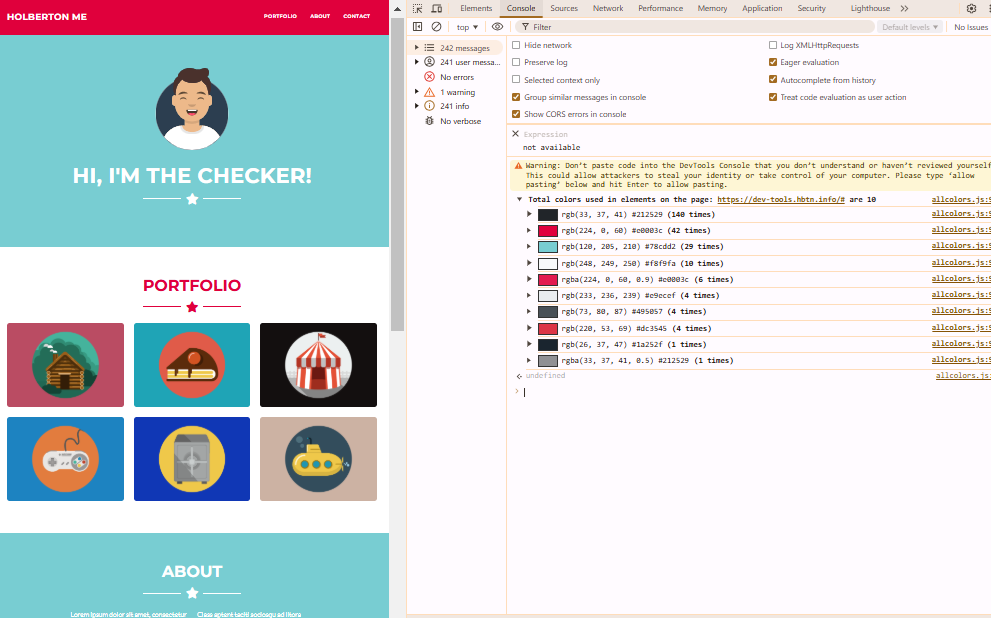 HOLBERTON ME
PORTFOLIO ABOUT CONTACT
HI, I'M THE CHECKER!
PORTFOLIO
ABOUT
Lorem ipsum dolor sit amet, consectetur
Class aptent taciti sociosqu ad litora
Elements Console Sources Network Performance Memory Application Security Lighthouse
top Filter Default levels No Issues
242 messages
241 user messa...
No errors
1 warning
241 info
No verbose
Hide network
Log XMLHttpRequests
Preserve log
Eager evaluation
Selected context only
Autocomplete from history
Group similar messages in console
Treat code evaluation as user action
Show CORS errors in console
Expression
not available
Warning: Don't paste code into the DevTools Console that you don't understand or haven't reviewed yourself
This could allow attackers to steal your identity or take control of your computer. Please type 'allow
pasting' below and hit Enter to allow pasting.
Total colors used in elements on the page: https://dev-tools.hbtn.info/# are 10 allcolors.js:9
rgb(33, 37, 41) #212529 (140 times) allcolors.js:9
rgb(224, 0, 60) #e0003c (42 times) allcolors.js:9
rgb(120, 205, 210) #78cdd2 (29 times) allcolors.js:9
rgb(248, 249, 250) #f8f9fa (10 times) allcolors.js:9
rgba(224, 0, 60, 0.9) #e0003c (6 times) allcolors.js:9
rgb(233, 236, 239) #e9ecef (4 times) allcolors.js:9
rgb(73, 80, 87) #495057 (4 times) allcolors.js:9
rgb(220, 53, 69) #dc3545 (4 times) allcolors.js:9
rgb(26, 37, 47) #1a252f (1 times) allcolors.js:9
rgba(33, 37, 41, 0.5) #212529 (1 times) allcolors.js:9
undefined allcolors.js:9